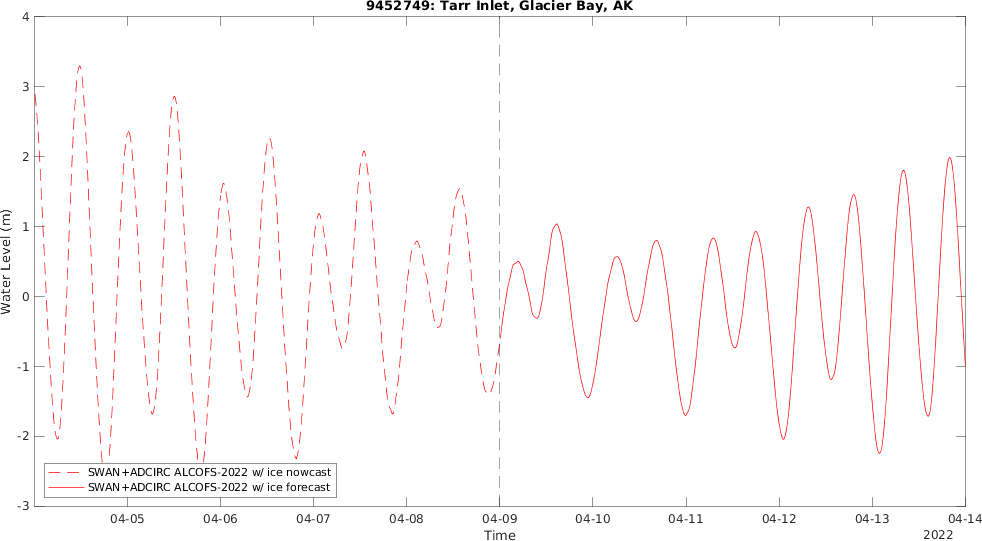 9452749: Tarr Inlet, Glacier Bay, AK
4
3
2
1
0
-1
-2
-3
Water Level (m)
SWAN+ADCIRC ALCOFS-2022 w/ ice nowcast
SWAN+ADCIRC ALCOFS-2022 w/ ice forecast
04-05 04-06 04-07 04-08 04-09 04-10 04-11 04-12 04-13 04-14
Time
2022